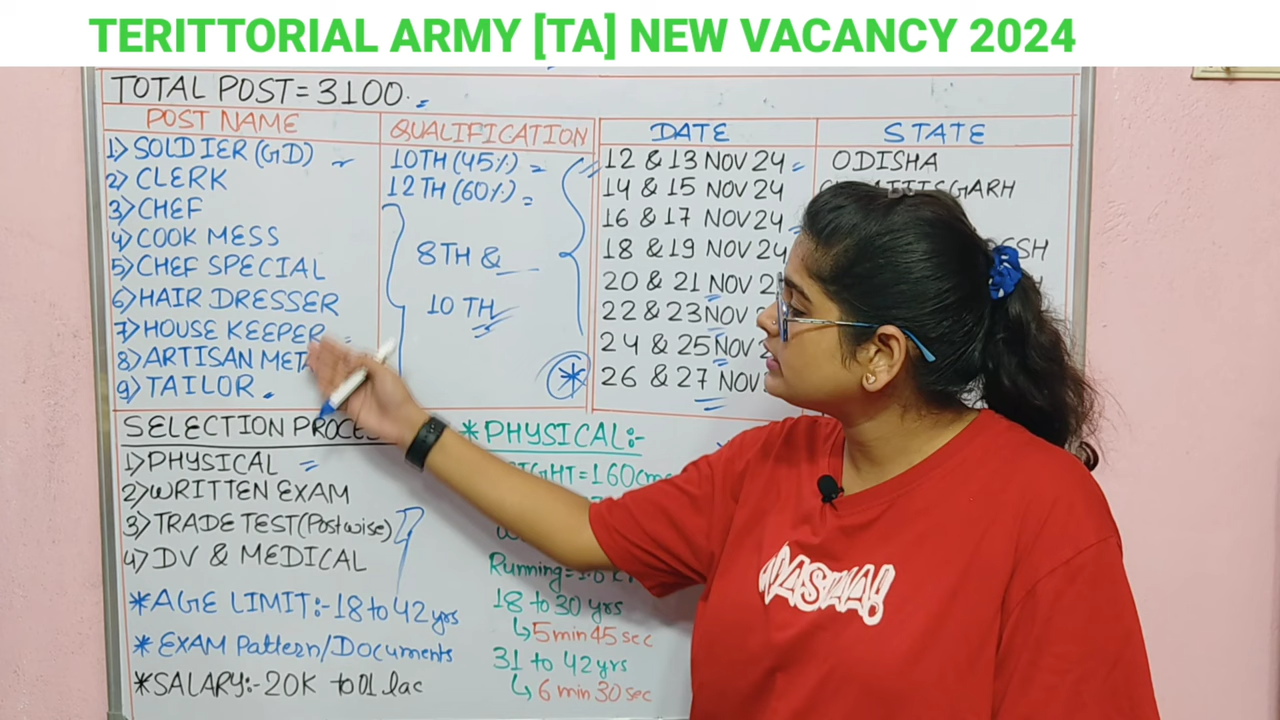 TERITTORIAL ARMY [TA] NEW VACANCY 2024
TOTAL POST = 3100.
POST NAME
1) SOLDIER (GD)
2) CLERK
3) CHEF
4) COOK MESS
5) CHEF SPECIAL
6) HAIR DRESSER
7) HOUSE KEEPER
8) ARTISAN
9) TAILOR
QUALIFICATION
10TH (45%)
12TH (60%)
8TH &
10 TH
DATE
12 & 13 NOV 24
14 & 15 NOV 24
16 & 17 NOV 24
18 & 19 NOV 24
20 & 21 NOV
22 & 23 NOV
24 & 25 NOV
26 & 27 NOV
STATE
ODISHA
SELECTION
1) PHYSICAL
2) WRITTEN EXAM
3) TRADE TEST (Postwise)
4) DV & MEDICAL
* AGE LIMIT:- 18 to 42 yrs
* EXAM Pattern/Documents
* SALARY:- 20K to 01 lac
* PHYSICAL:-
=160cms
Running=
18 to 30 yrs
↳ 5 min 45 sec
31 to 42 yrs
↳ 6 min 30 sec